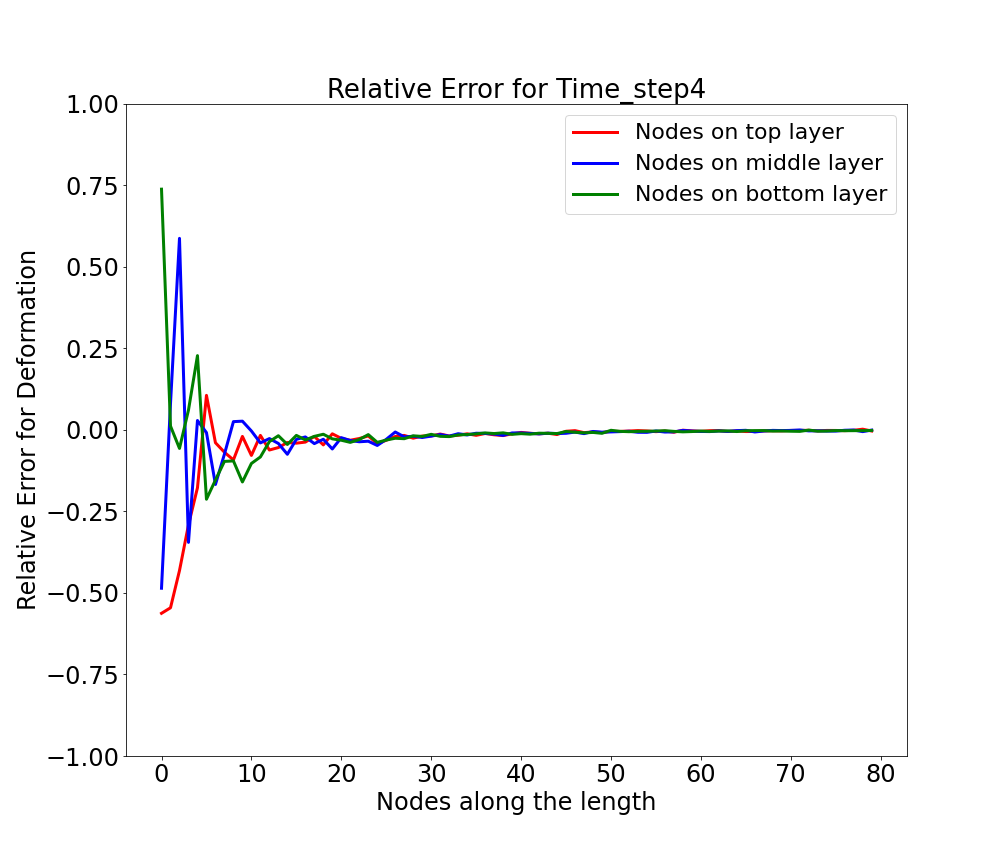 Relative Error for Time_step4
1.00
0.75
0.50
0.25
0.00
−0.25
−0.50
−0.75
−1.00
Relative Error for Deformation
Nodes on top layer
Nodes on middle layer
Nodes on bottom layer
0 10 20 30 40 50 60 70 80
Nodes along the length